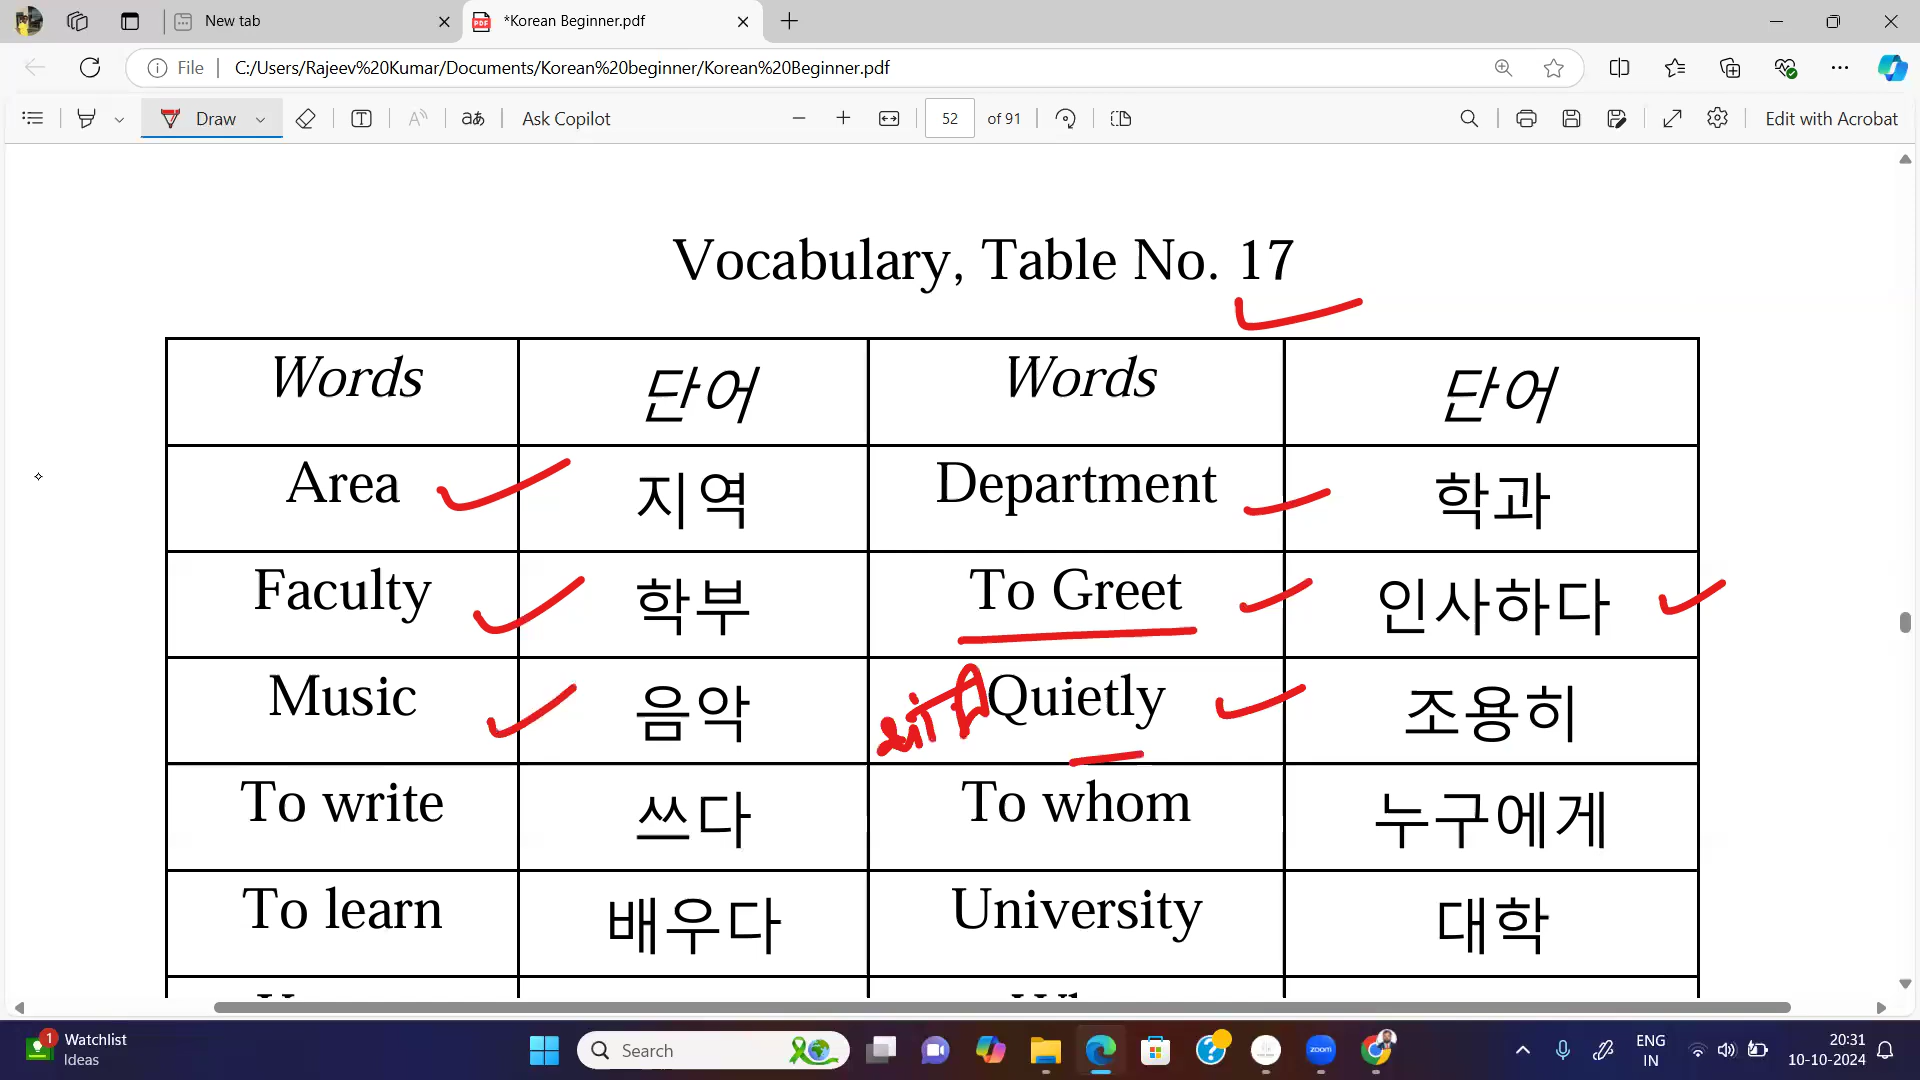 New tab
*Korean Beginner.pdf
File
C:/Users/Rajeev%20Kumar/Documents/Korean%20beginner/Korean%20Beginner.pdf
Draw
Ask Copilot
52 of 91
Edit with Acrobat
Vocabulary, Table No. 17
Words 단어 Words 단어
Area 지역 Department 학과
Faculty 학부 To Greet 인사하다
Music 음악 Quietly 조용히
To write 쓰다 To whom 누구에게
To learn 배우다 University 대학
1 Watchlist
Ideas
Search
zoom
ENG
IN
20:31
10-10-2024